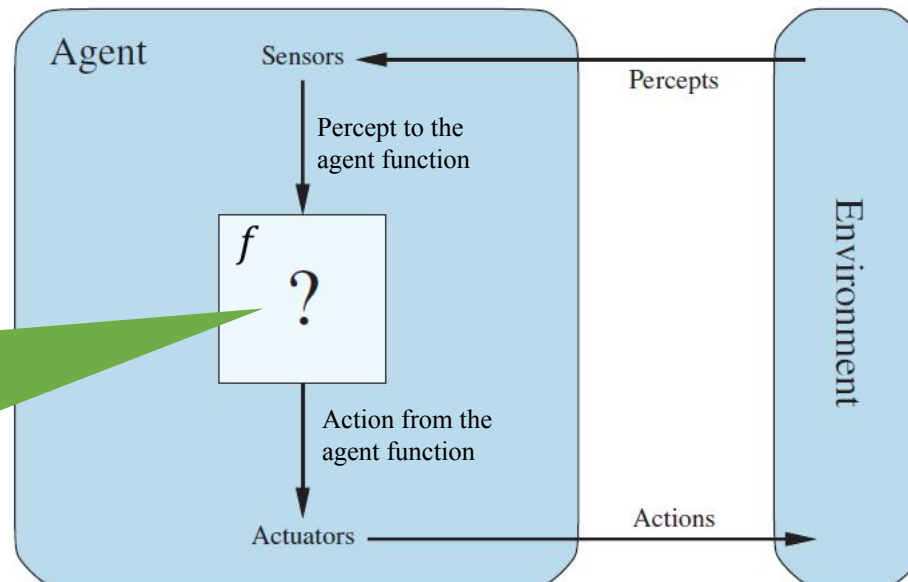 Agent
Sensors
Percepts
Percept to the
agent function
f
?
Environment
Action from the
agent function
Actuators
Actions